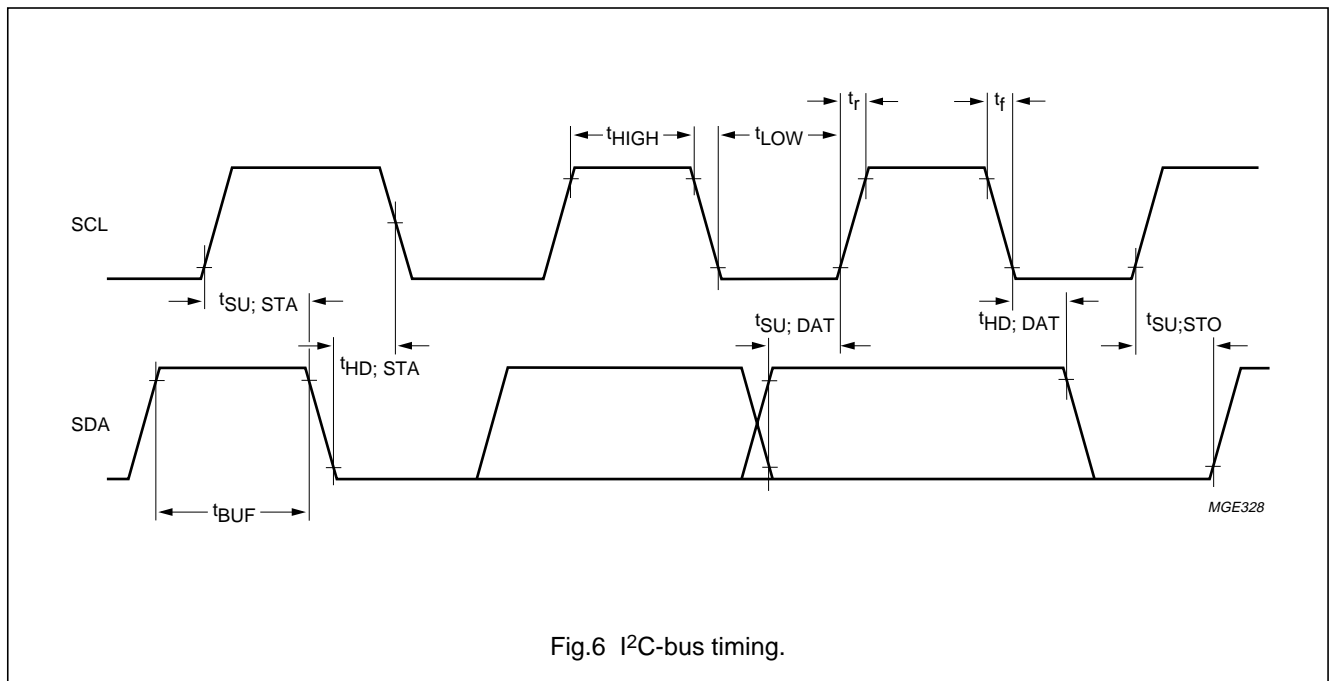 tr
tf
tHIGH
tLOW
SCL
tSU; STA
tSU; DAT
tHD; DAT
tSU;STO
tHD; STA
SDA
tBUF
MGE328
Fig.6 I²C-bus timing.